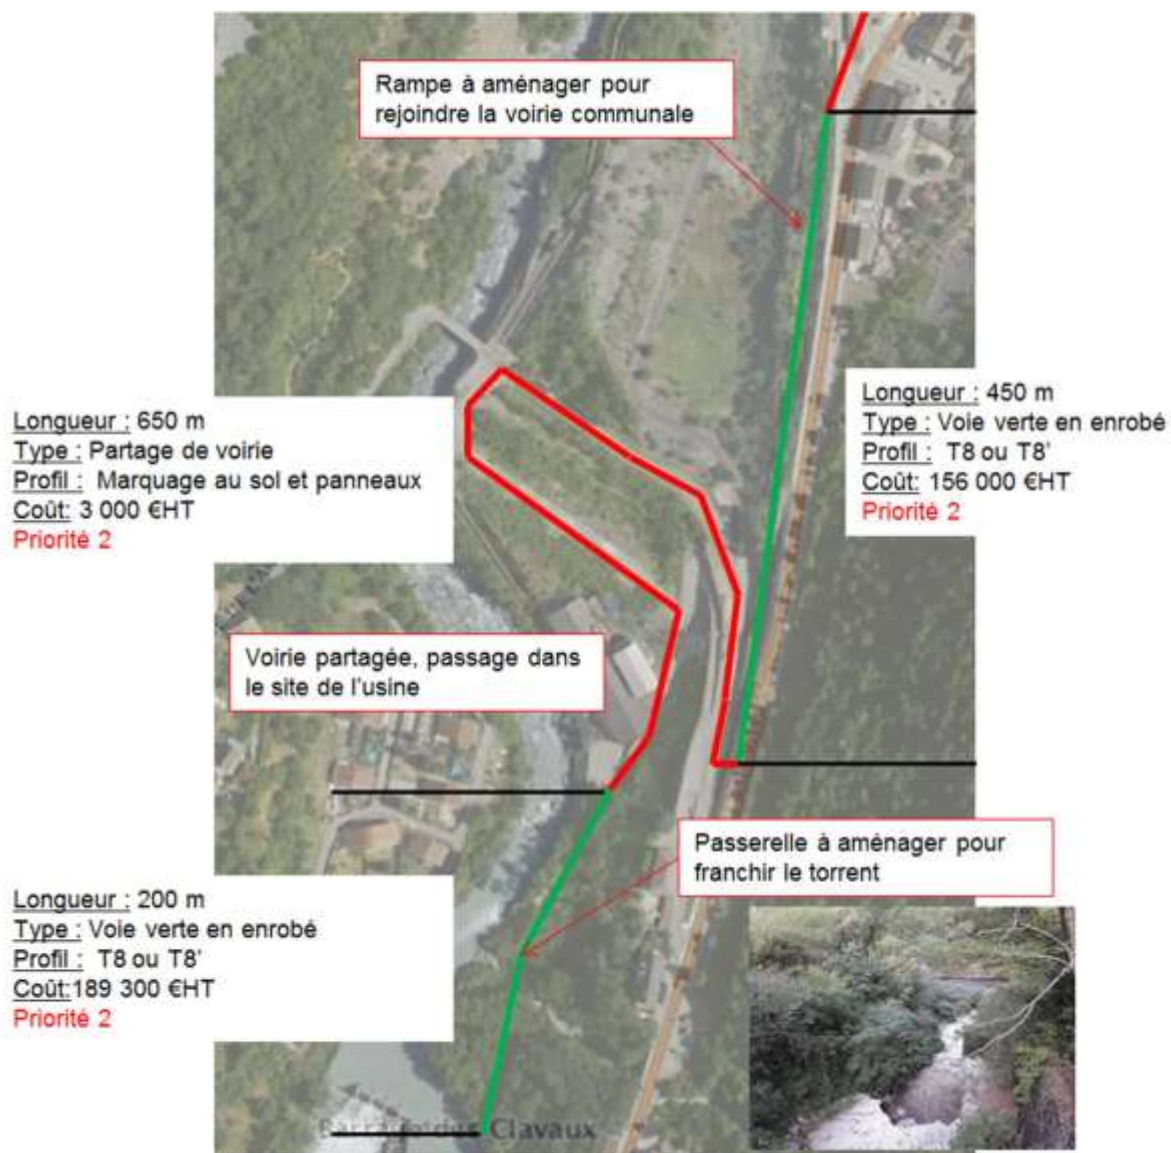 Rampe à aménager pour
rejoindre la voirie communale
Longueur : 650 m
Type : Partage de voirie
Profil : Marquage au sol et panneaux
Coût: 3 000 €HT
Priorité 2
Longueur : 450 m
Type : Voie verte en enrobé
Profil : T8 ou T8'
Coût: 156 000 €HT
Priorité 2
Voirie partagée, passage dans
le site de l'usine
Passerelle à aménager pour
franchir le torrent
Longueur : 200 m
Type : Voie verte en enrobé
Profil : T8 ou T8'
Coût:189 300 €HT
Priorité 2
Barrage des Clavaux